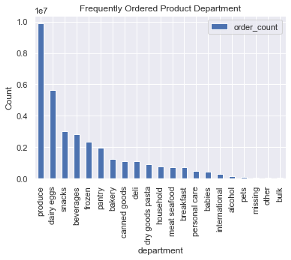 Frequently Ordered Product Department
1e7
order_count
1.0
0.8
0.6
0.4
0.2
0.0
Count
produce
dairy eggs
snacks
beverages
frozen
pantry
bakery
canned goods
deli
dry goods pasta
household
meat seafood
breakfast
personal care
babies
international
alcohol
pets
missing
other
bulk
department